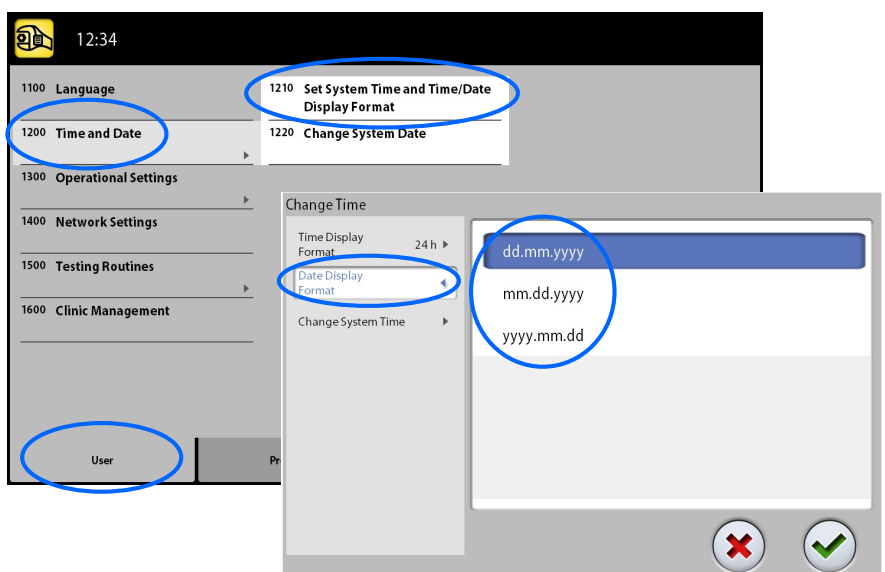 12:34
1100 Language
1200 Time and Date
1300 Operational Settings
1400 Network Settings
1500 Testing Routines
1600 Clinic Management
1210 Set System Time and Time/Date
Display Format
1220 Change System Date
User
Pr
Change Time
Time Display
Format
24 h
Date Display
Format
Change System Time
dd.mm.yyyy
mm.dd.yyyy
yyyy.mm.dd